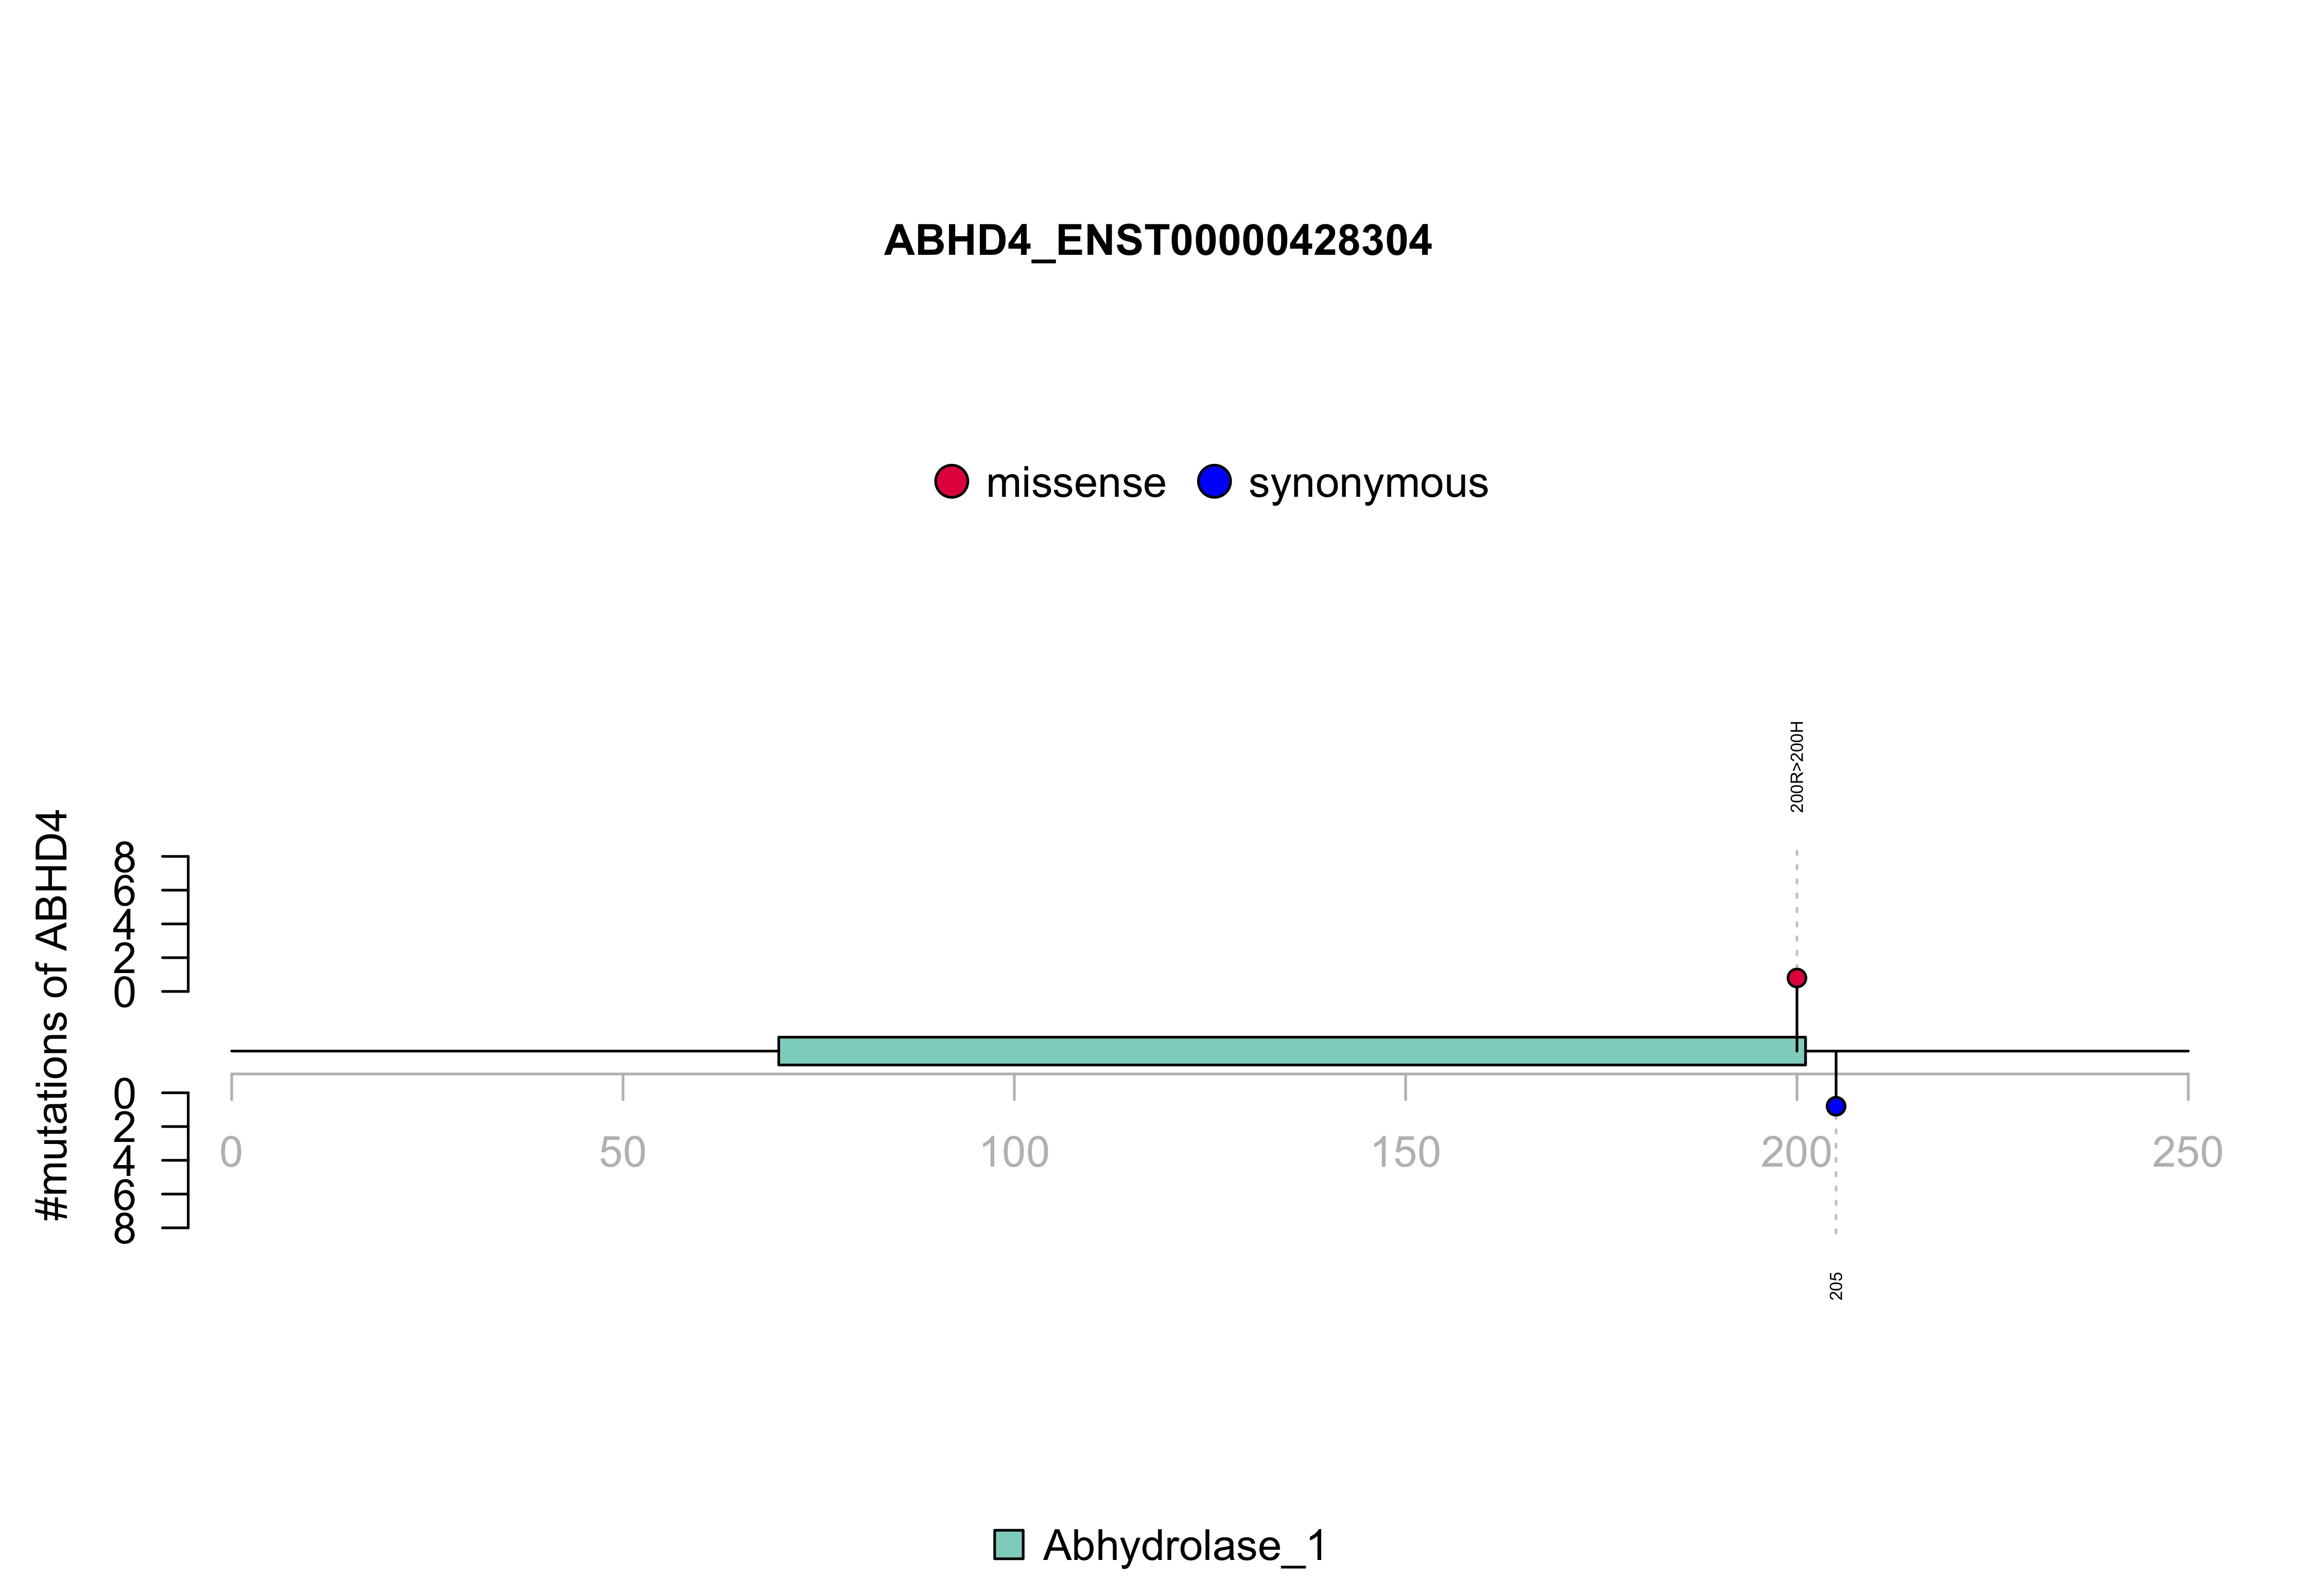 ABHD4_ENST00000428304
missense synonymous
200R>200H
#mutations of ABHD4
8
6
4
2
0
0
2
4
6
8
0 50 100 150 200 250
205
Abhydrolase_1